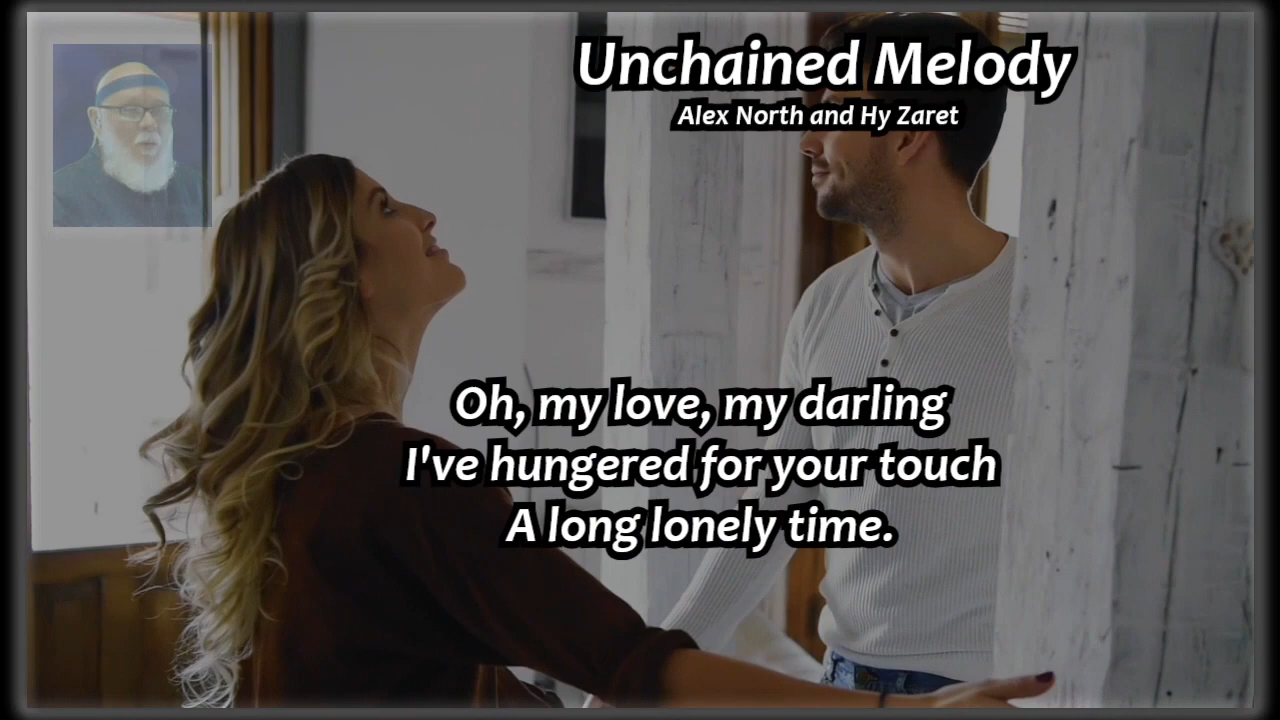 Unchained Melody
Alex North and Hy Zaret
Oh, my love, my darling
I've hungered for your touch
A long lonely time.